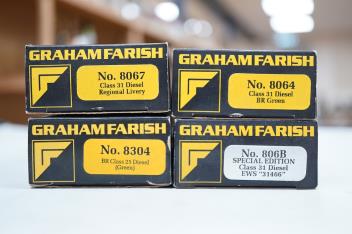 GRAHAM FARISH
No. 8067
Class 31 Diesel
Regional Livery
GRAHAM FARISH
No. 8064
Class 31 Diesel
BR Green
GRAHAM FARISH
No. 8304
BR Class 25 Diesel
(Green)
GRAHAM FARISH
No. 806B
SPECIAL EDITION
Class 31 Diesel
EWS "31466"